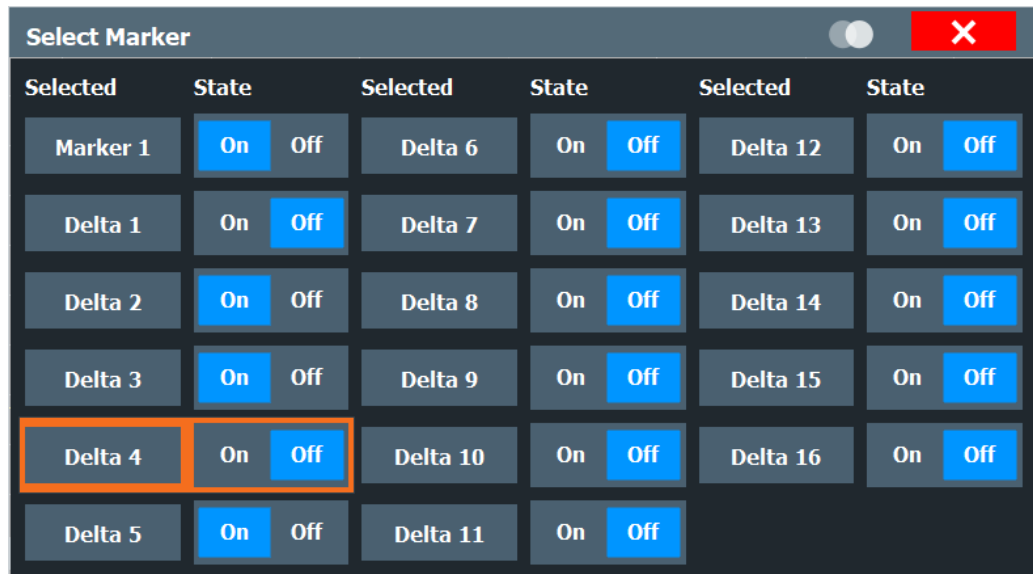 Select Marker
Selected State Selected State Selected State
Marker 1 On Off Delta 6 On Off Delta 12 On Off
Delta 1 On Off Delta 7 On Off Delta 13 On Off
Delta 2 On Off Delta 8 On Off Delta 14 On Off
Delta 3 On Off Delta 9 On Off Delta 15 On Off
Delta 4 On Off Delta 10 On Off Delta 16 On Off
Delta 5 On Off Delta 11 On Off